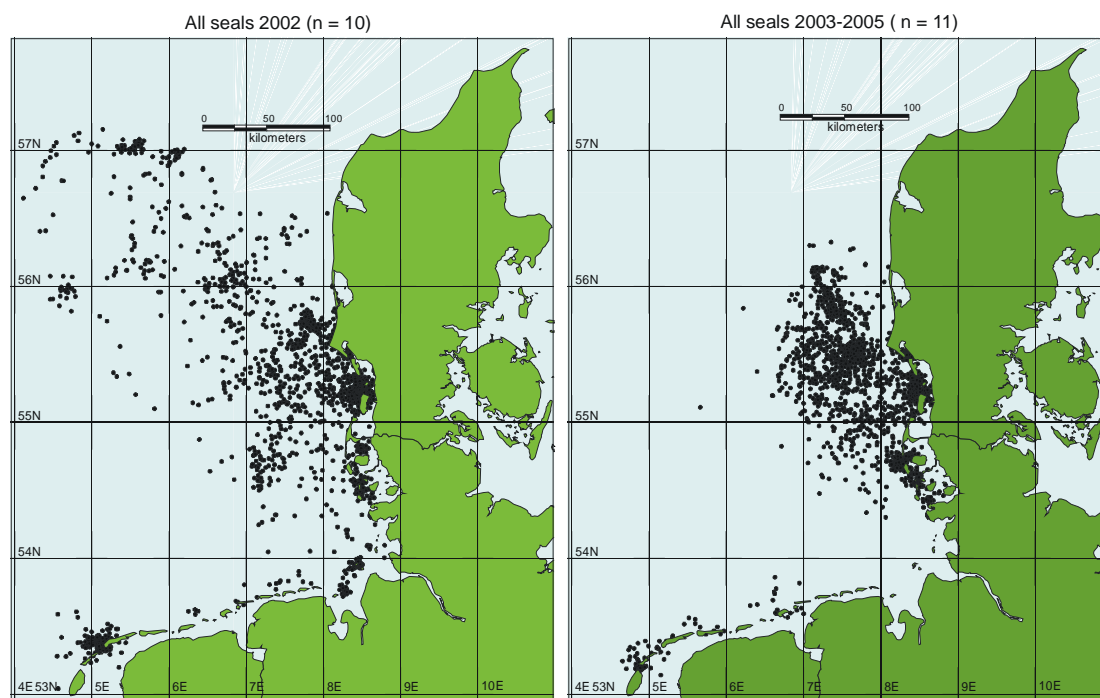 All seals 2002 (n = 10)
0 50 100
kilometers
57N
56N
55N
54N
4E 53N 5E 6E 7E 8E 9E 10E
All seals 2003-2005 ( n = 11)
0 50 100
kilometers
57N
56N
55N
54N
4E 53N 5E 6E 7E 8E 9E 10E